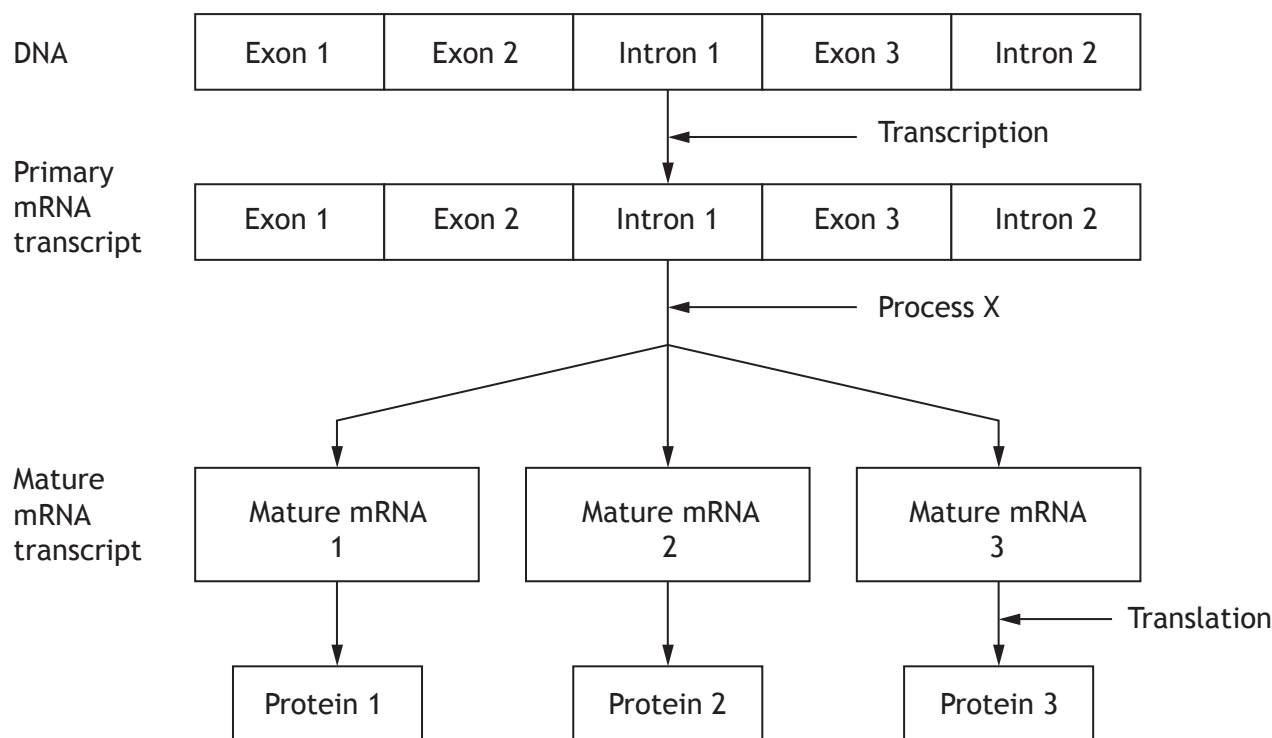 DNA
Exon 1
Exon 2
Intron 1
Exon 3
Intron 2
Transcription
Primary
mRNA
transcript
Exon 1
Exon 2
Intron 1
Exon 3
Intron 2
Process X
Mature
mRNA
transcript
Mature mRNA
1
Mature mRNA
2
Mature mRNA
3
Translation
Protein 1
Protein 2
Protein 3